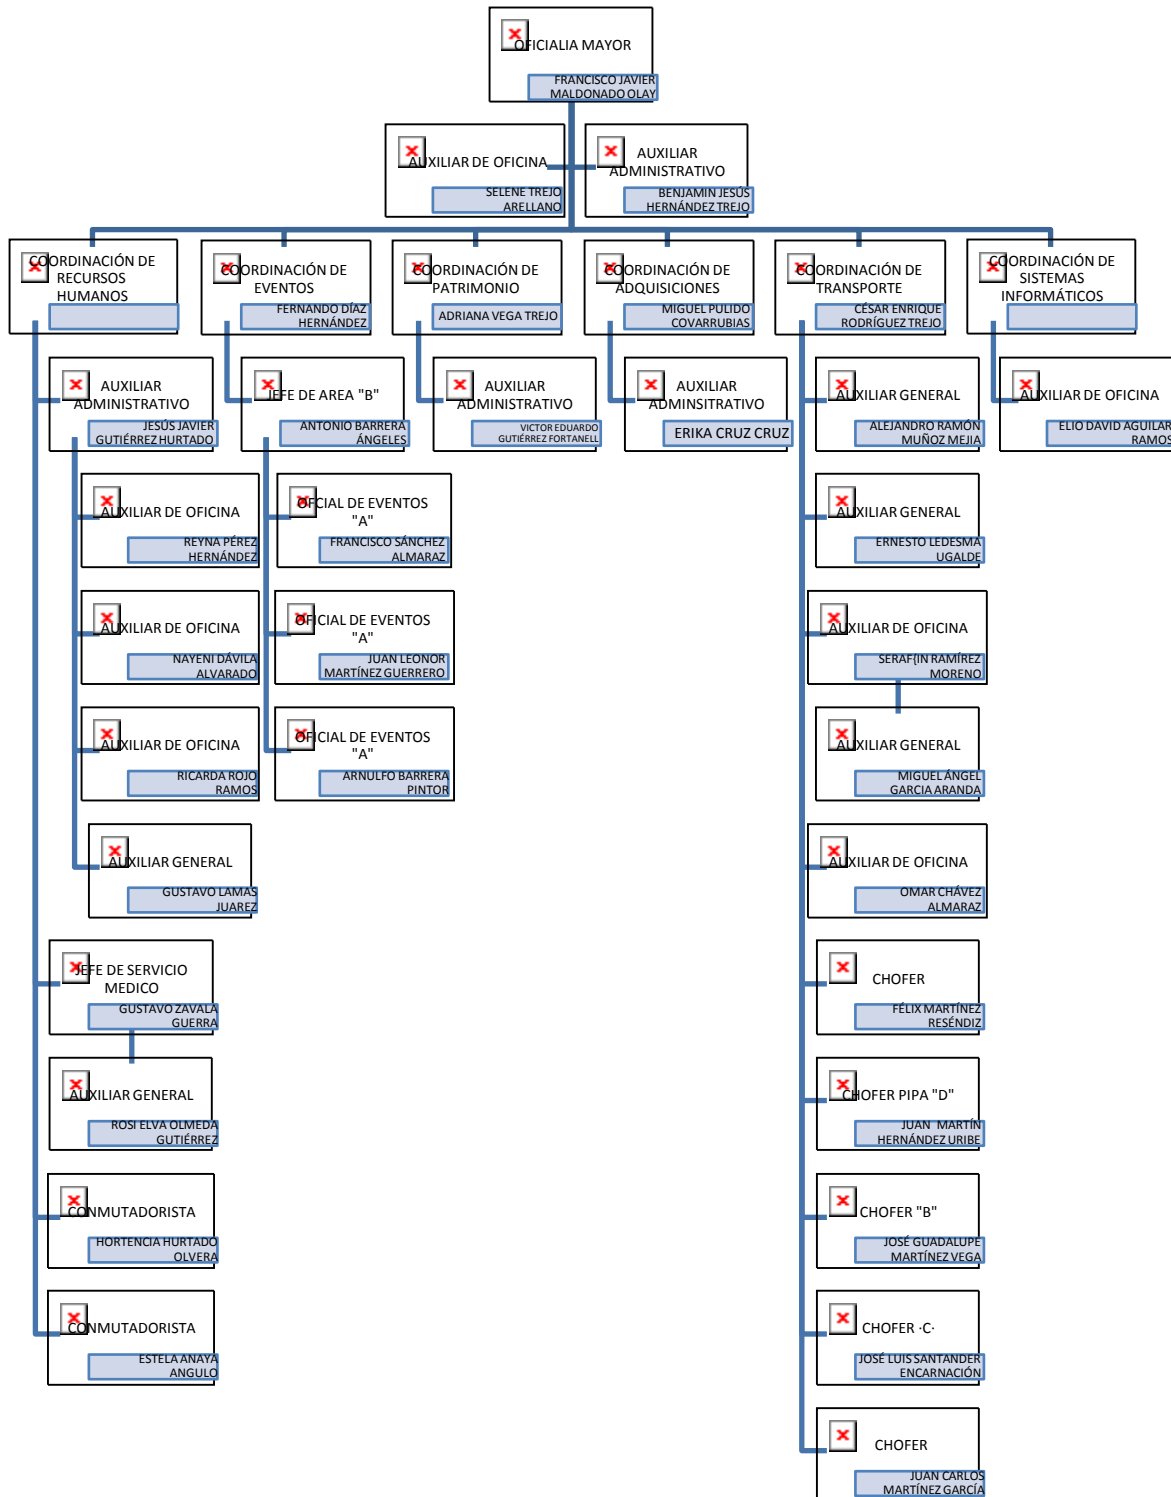 OFICIALIA MAYOR
FRANCISCO JAVIER
MALDONADO OLAY
AUXILIAR DE OFICINA
SELENE TREJO
ARELLANO
AUXILIAR
ADMINISTRATIVO
BENJAMIN JESÚS
HERNÁNDEZ TREJO
COORDINACIÓN DE
RECURSOS
HUMANOS
COORDINACIÓN DE
EVENTOS
FERNANDO DÍAZ
HERNÁNDEZ
COORDINACIÓN DE
PATRIMONIO
ADRIANA VEGA TREJO
COORDINACIÓN DE
ADQUISICIONES
MIGUEL PULIDO
COVARRUBIAS
COORDINACIÓN DE
TRANSPORTE
CÉSAR ENRIQUE
RODRÍGUEZ TREJO
COORDINACIÓN DE
SISTEMAS
INFORMÁTICOS
AUXILIAR
ADMINISTRATIVO
JESÚS JAVIER
GUTIÉRREZ HURTADO
JEFE DE AREA "B"
ANTONIO BARRERA
ÁNGELES
AUXILIAR
ADMINISTRATIVO
VICTOR EDUARDO
GUTIÉRREZ FORTANELL
AUXILIAR
ADMINSITRATIVO
ERIKA CRUZ CRUZ
AUXILIAR GENERAL
ALEJANDRO RAMÓN
MUÑOZ MEJIA
AUXILIAR DE OFICINA
ELIO DAVID AGUILAR
RAMOS
AUXILIAR DE OFICINA
REYNA PÉREZ
HERNÁNDEZ
OFCIAL DE EVENTOS
"A"
FRANCISCO SÁNCHEZ
ALMARAZ
AUXILIAR GENERAL
ERNESTO LEDESMA
UGALDE
AUXILIAR DE OFICINA
NAYENI DÁVILA
ALVARADO
OFICIAL DE EVENTOS
"A"
JUAN LEONOR
MARTÍNEZ GUERRERO
AUXILIAR DE OFICINA
SERAF{IN RAMÍREZ
MORENO
AUXILIAR DE OFICINA
RICARDA ROJO
RAMOS
OFICIAL DE EVENTOS
"A"
ARNULFO BARRERA
PINTOR
AUXILIAR GENERAL
MIGUEL ÁNGEL
GARCIA ARANDA
AUXILIAR GENERAL
GUSTAVO LAMAS
JUAREZ
AUXILIAR DE OFICINA
OMAR CHÁVEZ
ALMARAZ
JEFE DE SERVICIO
MEDICO
GUSTAVO ZAVALA
GUERRA
CHOFER
FÉLIX MARTÍNEZ
RESÉNDIZ
AUXILIAR GENERAL
ROSI ELVA OLMEDA
GUTIÉRREZ
CHOFER PIPA "D"
JUAN MARTÍN
HERNÁNDEZ URIBE
CONMUTADORISTA
HORTENCIA HURTADO
OLVERA
CHOFER "B"
JOSÉ GUADALUPE
MARTÍNEZ VEGA
CONMUTADORISTA
ESTELA ANAYA
ANGULO
CHOFER ·C·
JOSÉ LUIS SANTANDER
ENCARNACIÓN
CHOFER
JUAN CARLOS
MARTÍNEZ GARCÍA